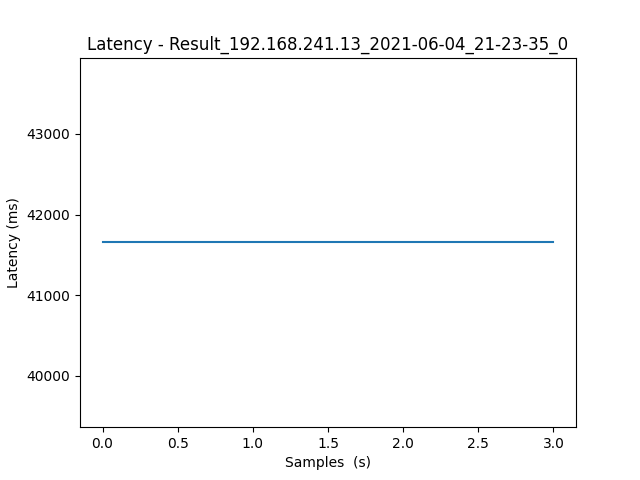 Latency - Result_192.168.241.13_2021-06-04_21-23-35_0
43000
42000
41000
40000
Latency (ms)
0.0 0.5 1.0 1.5 2.0 2.5 3.0
Samples  (s)